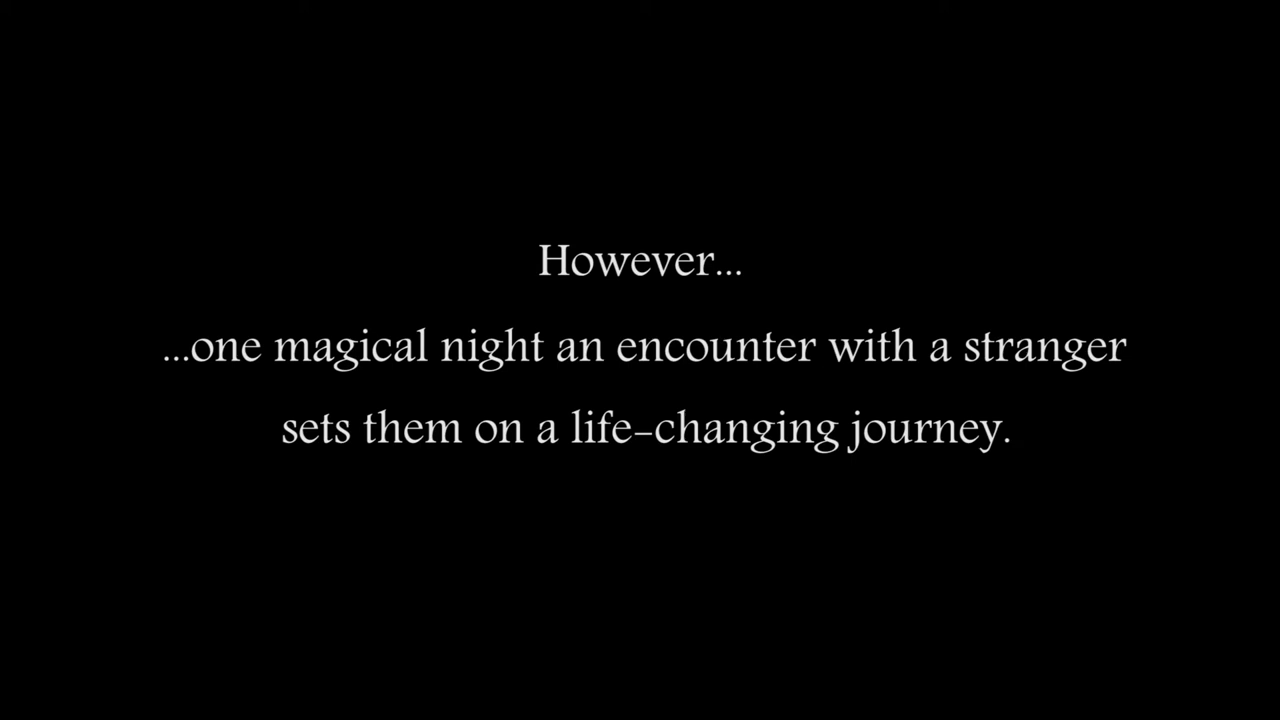 However...
...one magical night an encounter with a stranger
sets them on a life-changing journey.